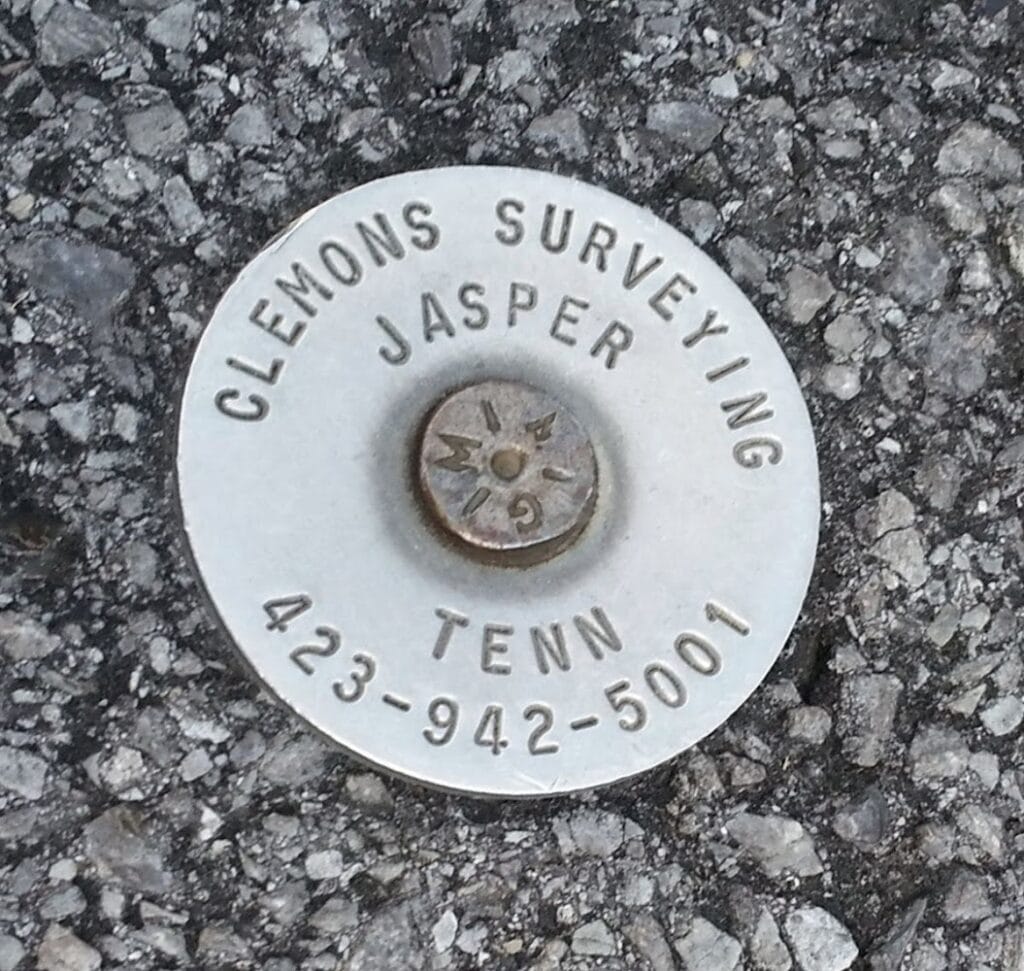 CLEMONS SURVEYING
JASPER
M A G
TENN
423-942-5001